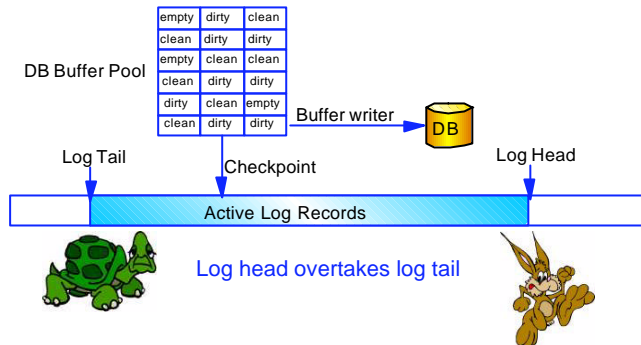 empty dirty clean
clean dirty dirty
empty clean clean
clean dirty dirty
dirty clean empty
clean dirty dirty
DB Buffer Pool
Buffer writer
DB
Log Tail
Checkpoint
Log Head
Active Log Records
Log head overtakes log tail